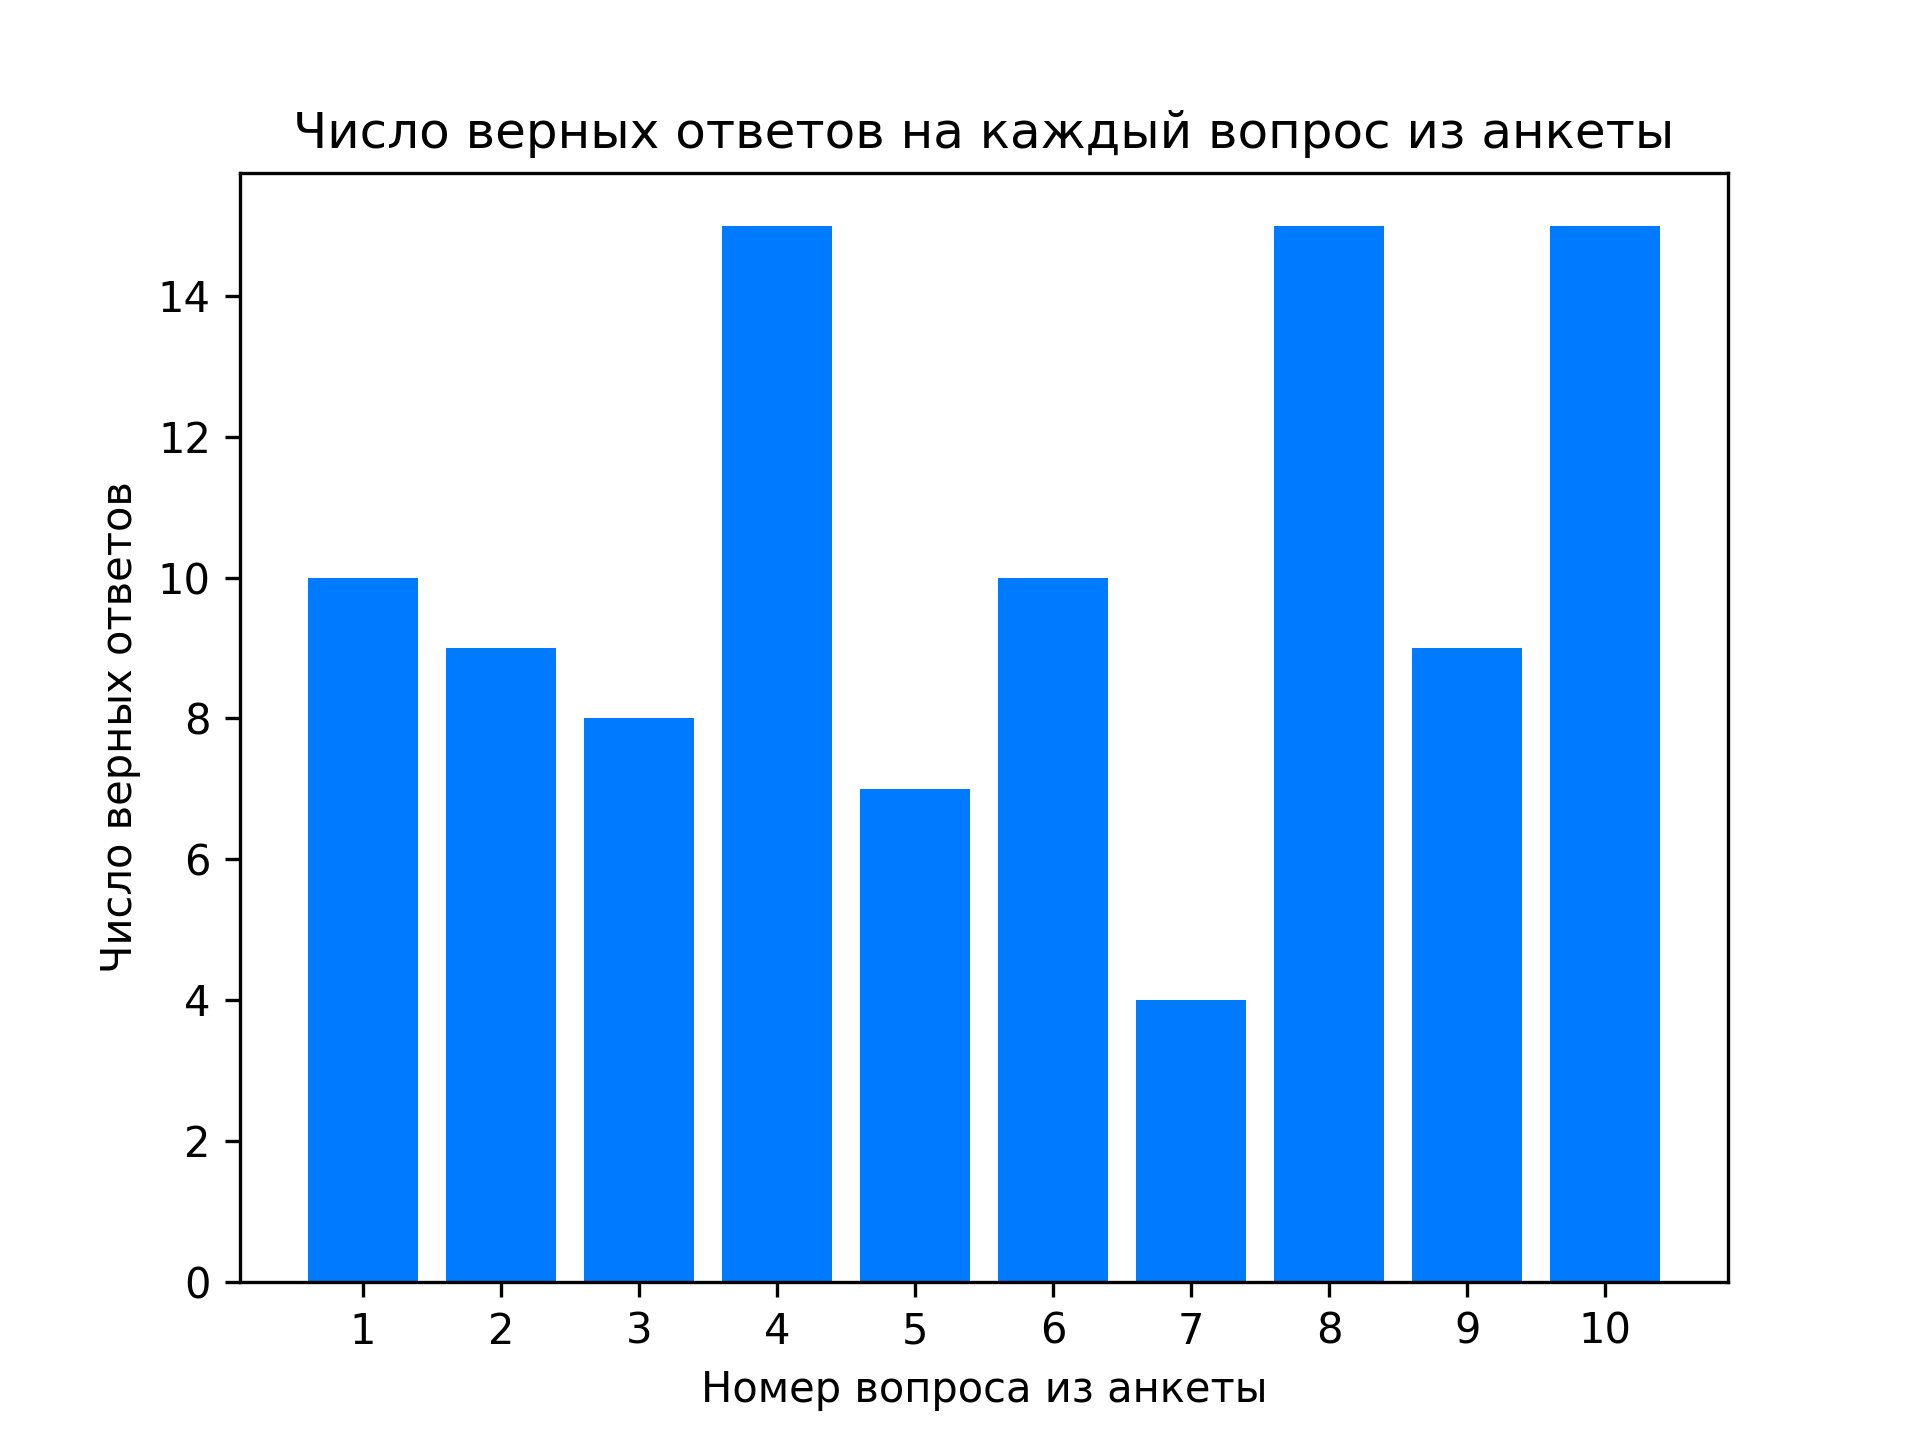 Число верных ответов на каждый вопрос из анкеты
Число верных ответов
14
12
10
8
6
4
2
0
1 2 3 4 5 6 7 8 9 10
Номер вопроса из анкеты